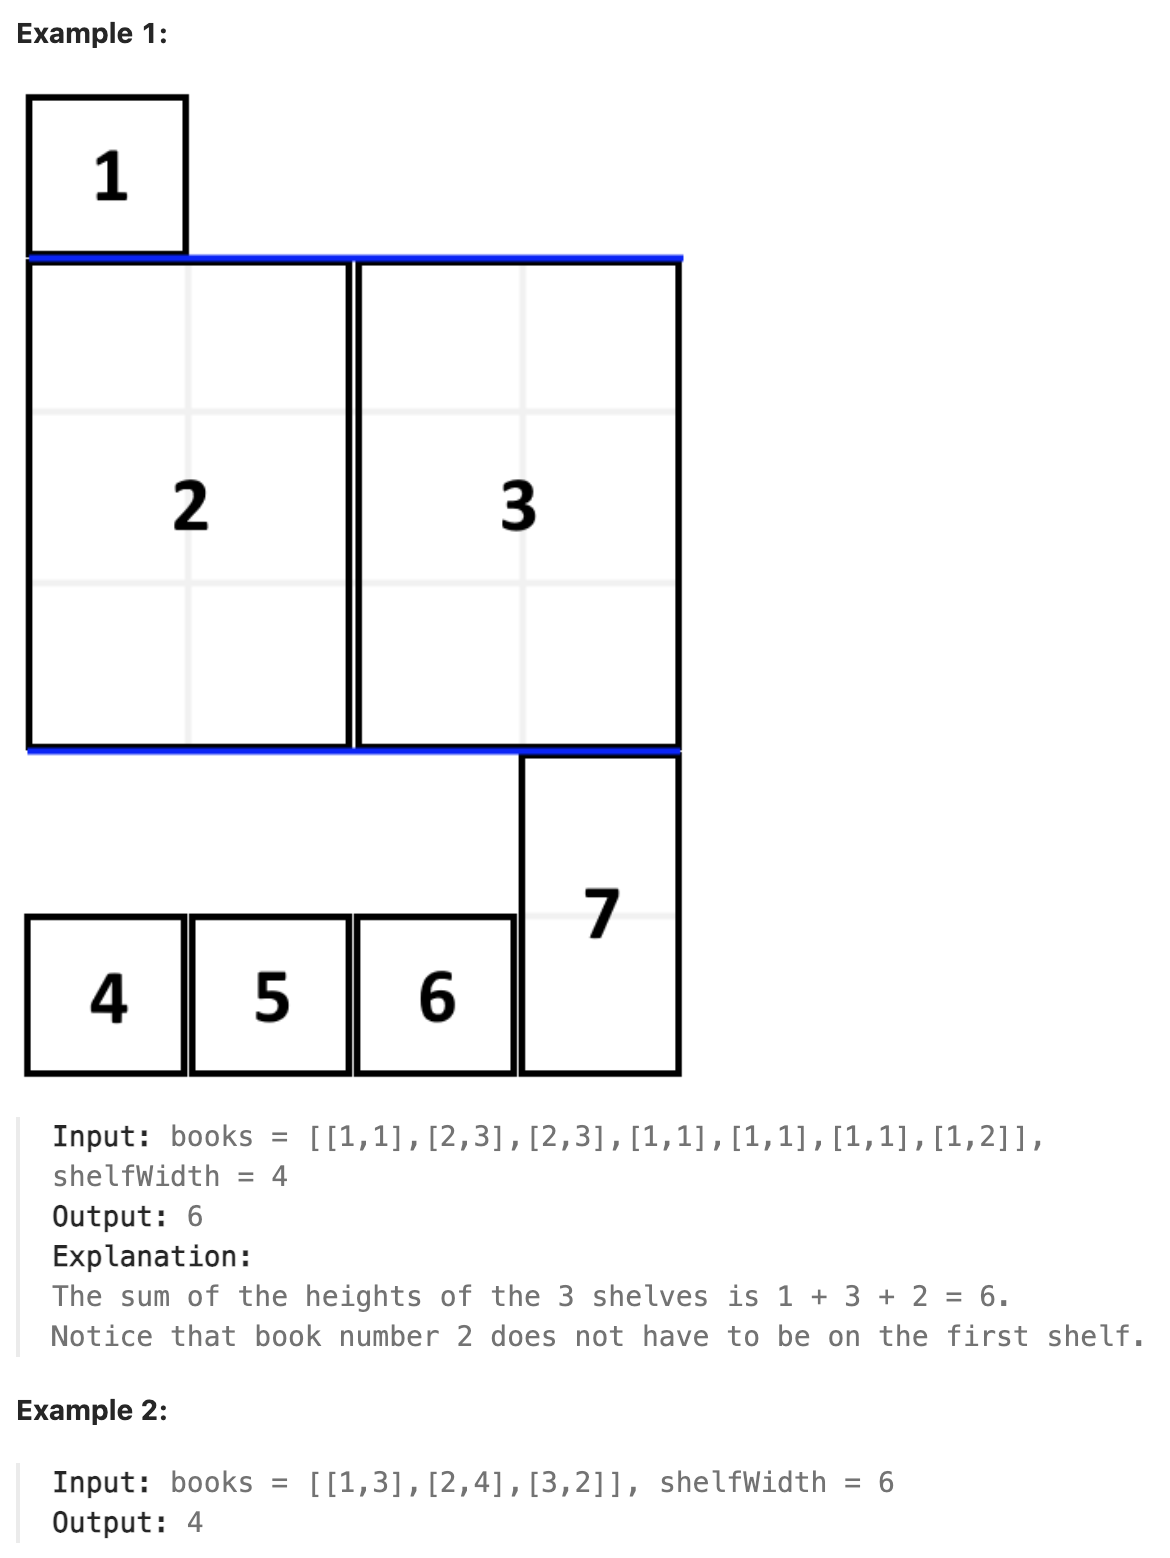 Example 1:
1
2
3
7
4
5
6
Input: books = [[1,1],[2,3],[2,3],[1,1],[1,1],[1,1],[1,2]],
shelfWidth = 4
Output: 6
Explanation:
The sum of the heights of the 3 shelves is 1 + 3 + 2 = 6.
Notice that book number 2 does not have to be on the first shelf.
Example 2:
Input: books = [[1,3],[2,4],[3,2]], shelfWidth = 6
Output: 4